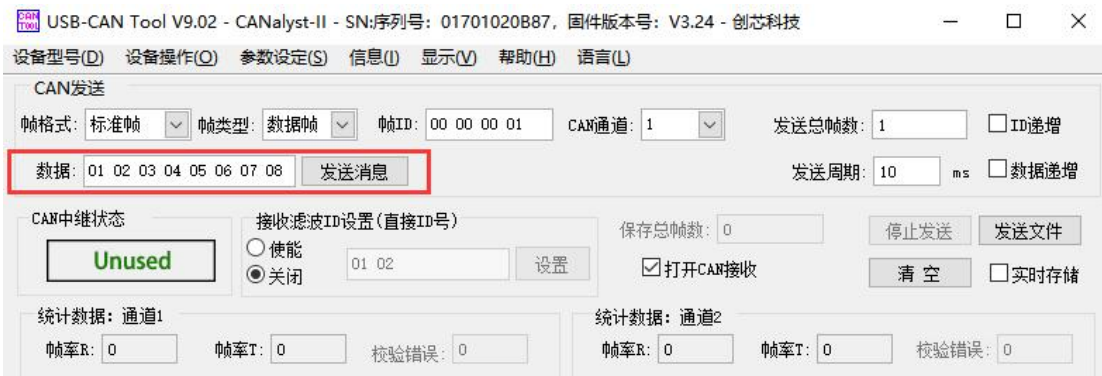 CAN TOOL USB-CAN Tool V9.02 - CANalyst-II - SN:序列号：01701020B87，固件版本号：V3.24 - 创芯科技
设备型号(D) 设备操作(O) 参数设定(S) 信息(I) 显示(V) 帮助(H) 语言(L)
CAN发送
帧格式: 标准帧 帧类型: 数据帧 帧ID: 00 00 00 01 CAN通道: 1 发送总帧数: 1 ID递增
数据: 01 02 03 04 05 06 07 08 发送消息 发送周期: 10 ms 数据递增
CAN中继状态 接收滤波ID设置(直接ID号) 保存总帧数: 0 停止发送 发送文件
Unused 使能 01 02 设置 打开CAN接收 清 空 实时存储
关闭
统计数据：通道1 统计数据：通道2
帧率R: 0 帧率T: 0 校验错误: 0 帧率R: 0 帧率T: 0 校验错误: 0